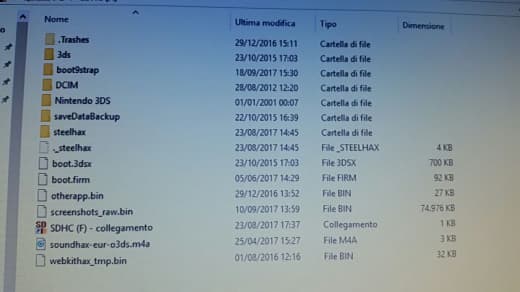 Nome Ultima modifica Tipo Dimensione
.Trashes 29/12/2016 15:11 Cartella di file
3ds 23/10/2015 17:03 Cartella di file
boot9strap 18/09/2017 15:30 Cartella di file
DCIM 28/08/2012 12:20 Cartella di file
Nintendo 3DS 01/01/2001 00:07 Cartella di file
saveDataBackup 22/10/2015 16:39 Cartella di file
steelhax 23/08/2017 14:45 Cartella di file
._steelhax 23/08/2017 14:45 File _STEELHAX 4 KB
boot.3dsx 23/10/2015 17:03 File 3DSX 700 KB
boot.firm 05/06/2017 14:29 File FIRM 92 KB
otherapp.bin 29/12/2016 13:52 File BIN 27 KB
screenshots_raw.bin 10/09/2017 13:59 File BIN 74.976 KB
SDHC (F) - collegamento 23/08/2017 17:37 Collegamento 1 KB
soundhax-eur-o3ds.m4a 25/04/2017 15:27 File M4A 3 KB
webkithax_tmp.bin 01/08/2016 12:16 File BIN 32 KB